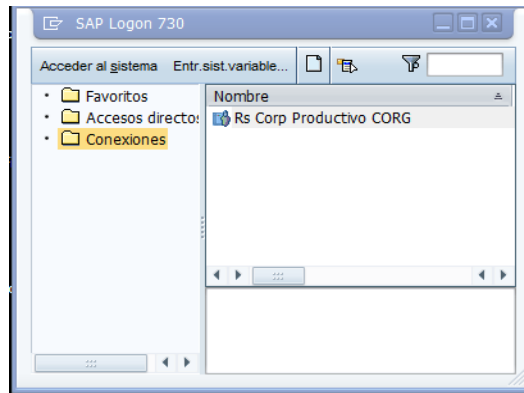 SAP Logon 730
Acceder al sistema Entr.sist.variable...
Favoritos
Accesos directos
Conexiones
Nombre
Rs Corp Productivo CORG